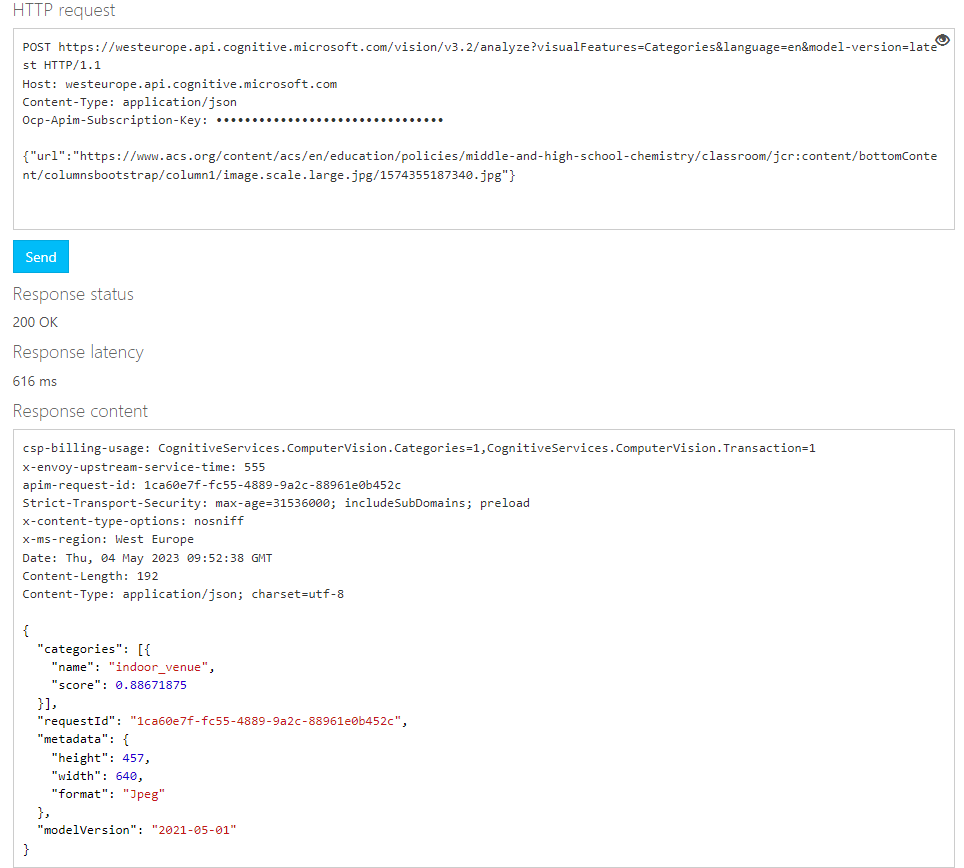 HTTP request
POST https://westeurope.api.cognitive.microsoft.com/vision/v3.2/analyze?visualFeatures=Categories&language=en&model-version=late
st HTTP/1.1
Host: westeurope.api.cognitive.microsoft.com
Content-Type: application/json
Ocp-Apim-Subscription-Key: ••••••••••••••••••••••••••••••••
{"url":"https://www.acs.org/content/acs/en/education/policies/middle-and-high-school-chemistry/classroom/jcr:content/bottomConte
nt/columnsbootstrap/column1/image.scale.large.jpg/1574355187340.jpg"}
Send
Response status
200 OK
Response latency
616 ms
Response content
csp-billing-usage: CognitiveServices.ComputerVision.Categories=1,CognitiveServices.ComputerVision.Transaction=1
x-envoy-upstream-service-time: 555
apim-request-id: 1ca60e7f-fc55-4889-9a2c-88961e0b452c
Strict-Transport-Security: max-age=31536000; includeSubDomains; preload
x-content-type-options: nosniff
x-ms-region: West Europe
Date: Thu, 04 May 2023 09:52:38 GMT
Content-Length: 192
Content-Type: application/json; charset=utf-8
{
  "categories": [{
    "name": "indoor_venue",
    "score": 0.88671875
  }],
  "requestId": "1ca60e7f-fc55-4889-9a2c-88961e0b452c",
  "metadata": {
    "height": 457,
    "width": 640,
    "format": "Jpeg"
  },
  "modelVersion": "2021-05-01"
}